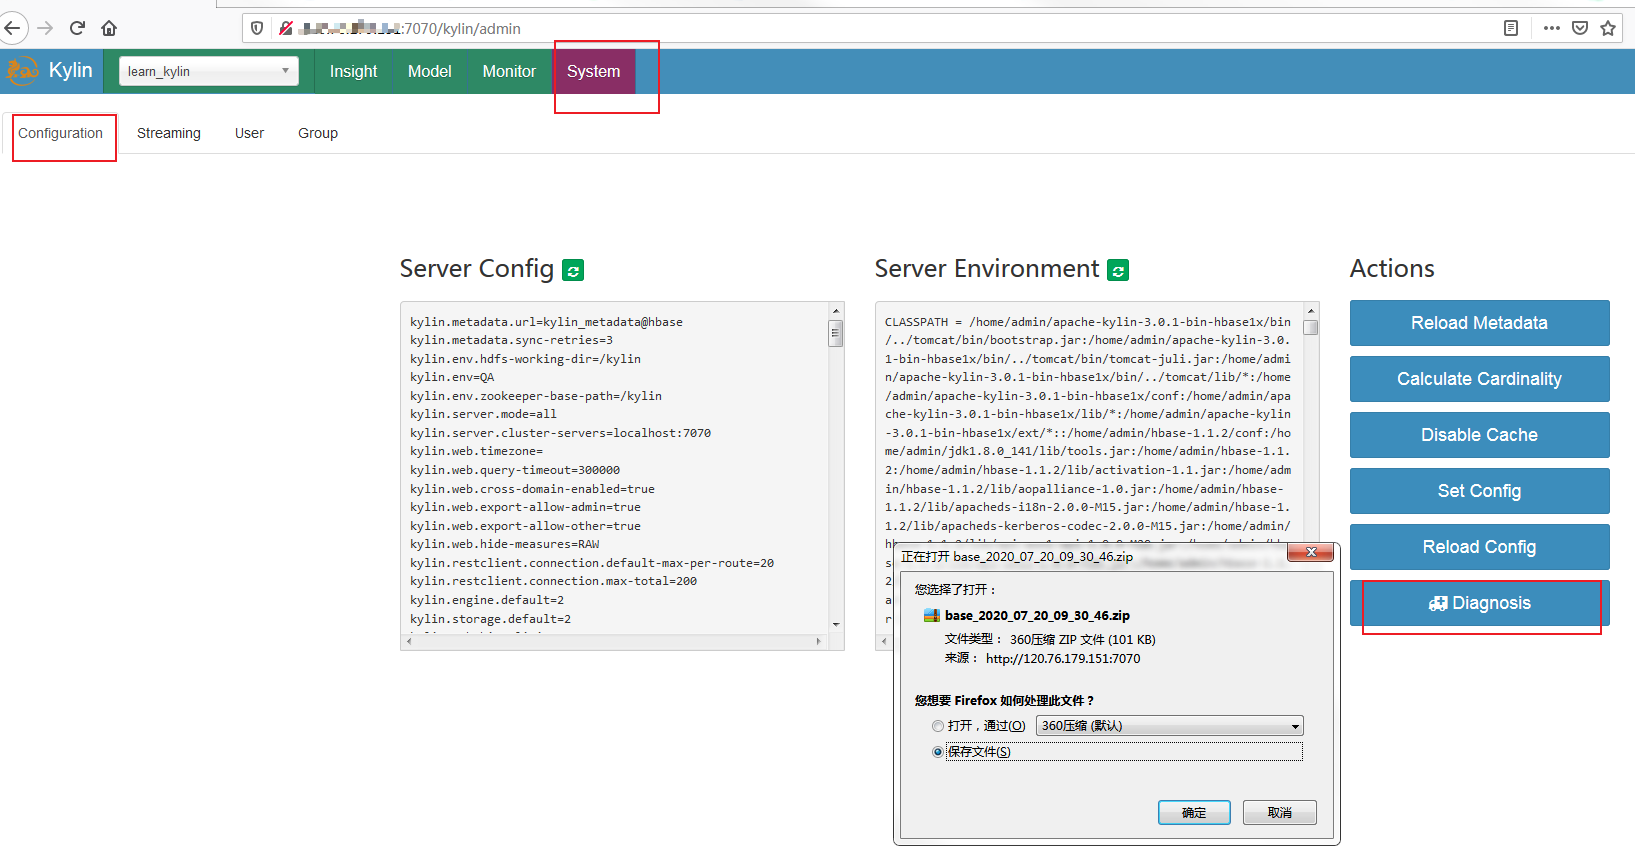 :7070/kylin/admin
Kylin
learn_kylin
Insight
Model
Monitor
System
Configuration
Streaming
User
Group
Server Config
kylin.metadata.url=kylin_metadata@hbase
kylin.metadata.sync-retries=3
kylin.env.hdfs-working-dir=/kylin
kylin.env=QA
kylin.env.zookeeper-base-path=/kylin
kylin.server.mode=all
kylin.server.cluster-servers=localhost:7070
kylin.web.timezone=
kylin.web.query-timeout=300000
kylin.web.cross-domain-enabled=true
kylin.web.export-allow-admin=true
kylin.web.export-allow-other=true
kylin.web.hide-measures=RAW
kylin.restclient.connection.default-max-per-route=20
kylin.restclient.connection.max-total=200
kylin.engine.default=2
kylin.storage.default=2
Server Environment
CLASSPATH = /home/admin/apache-kylin-3.0.1-bin-hbase1x/bin
/../tomcat/bin/bootstrap.jar:/home/admin/apache-kylin-3.0.
1-bin-hbase1x/bin/../tomcat/bin/tomcat-juli.jar:/home/admi
n/apache-kylin-3.0.1-bin-hbase1x/bin/../tomcat/lib/*:/home
/admin/apache-kylin-3.0.1-bin-hbase1x/conf:/home/admin/apa
che-kylin-3.0.1-bin-hbase1x/lib/*:/home/admin/apache-kylin
-3.0.1-bin-hbase1x/ext/*::/home/admin/hbase-1.1.2/conf:/ho
me/admin/jdk1.8.0_141/lib/tools.jar:/home/admin/hbase-1.1.
2:/home/admin/hbase-1.1.2/lib/activation-1.1.jar:/home/adm
in/hbase-1.1.2/lib/aopalliance-1.0.jar:/home/admin/hbase-
1.1.2/lib/apacheds-i18n-2.0.0-M15.jar:/home/admin/hbase-1.
1.2/lib/apacheds-kerberos-codec-2.0.0-M15.jar:/home/admin/
Actions
Reload Metadata
Calculate Cardinality
Disable Cache
Set Config
Reload Config
Diagnosis
正在打开 base_2020_07_20_09_30_46.zip
您选择了打开：
base_2020_07_20_09_30_46.zip
文件类型： 360压缩 ZIP 文件 (101 KB)
来源： http://120.76.179.151:7070
您想要 Firefox 如何处理此文件？
打开，通过(O) 360压缩 (默认)
保存文件(S)
确定
取消